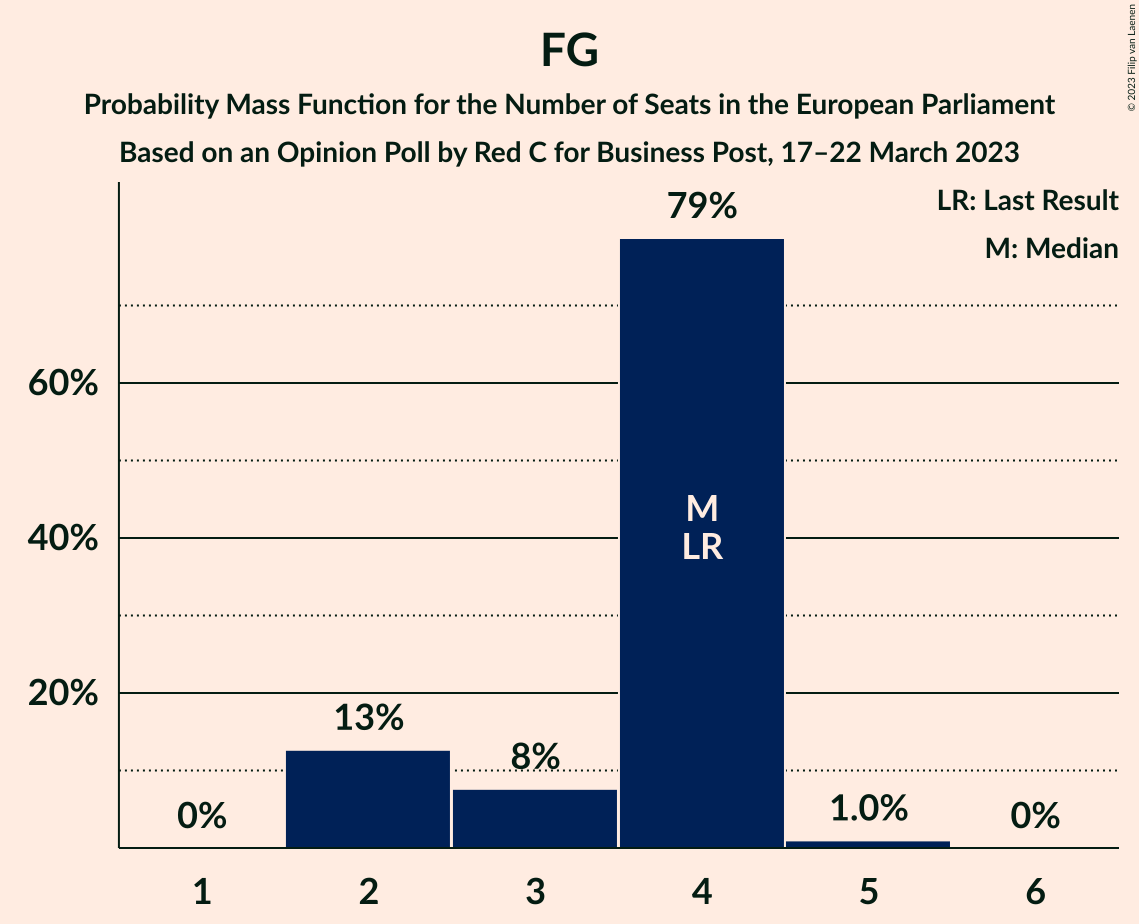 FG
Probability Mass Function for the Number of Seats in the European Parliament
Based on an Opinion Poll by Red C for Business Post, 17–22 March 2023
© 2023 Filip van Laenen
LR: Last Result
M: Median
79%
60%
40%
20%
M
LR
13%
8%
0%
1.0%
0%
1
2
3
4
5
6